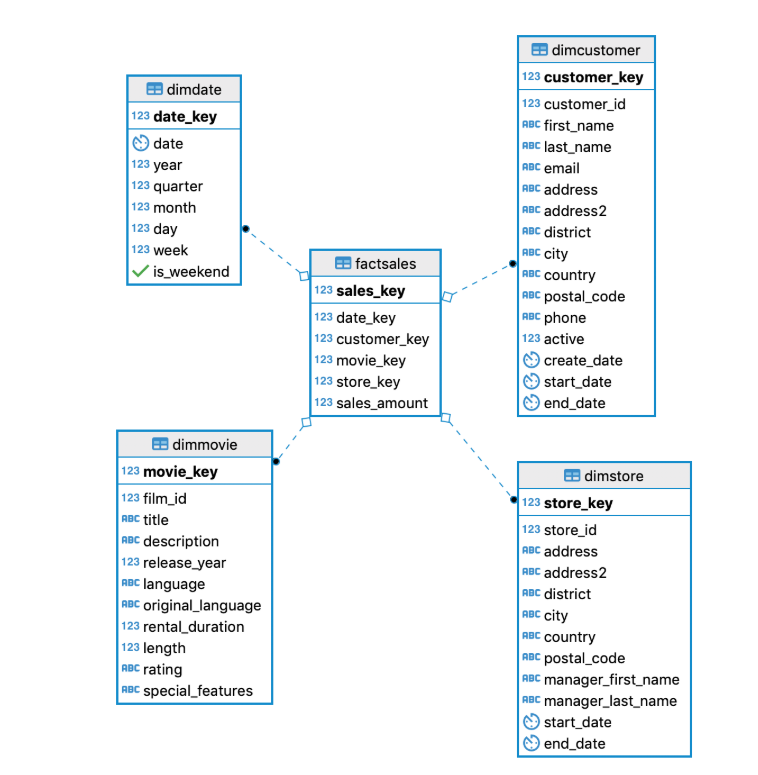 dimdate
123 date_key
date
123 year
123 quarter
123 month
123 day
123 week
is_weekend
dimcustomer
123 customer_key
123 customer_id
ABC first_name
ABC last_name
ABC email
ABC address
ABC address2
ABC district
ABC city
ABC country
ABC postal_code
ABC phone
123 active
create_date
start_date
end_date
factsales
123 sales_key
123 date_key
123 customer_key
123 movie_key
123 store_key
123 sales_amount
dimmovie
123 movie_key
123 film_id
ABC title
ABC description
123 release_year
ABC language
ABC original_language
123 rental_duration
123 length
ABC rating
ABC special_features
dimstore
123 store_key
123 store_id
ABC address
ABC address2
ABC district
ABC city
ABC country
ABC postal_code
ABC manager_first_name
ABC manager_last_name
start_date
end_date